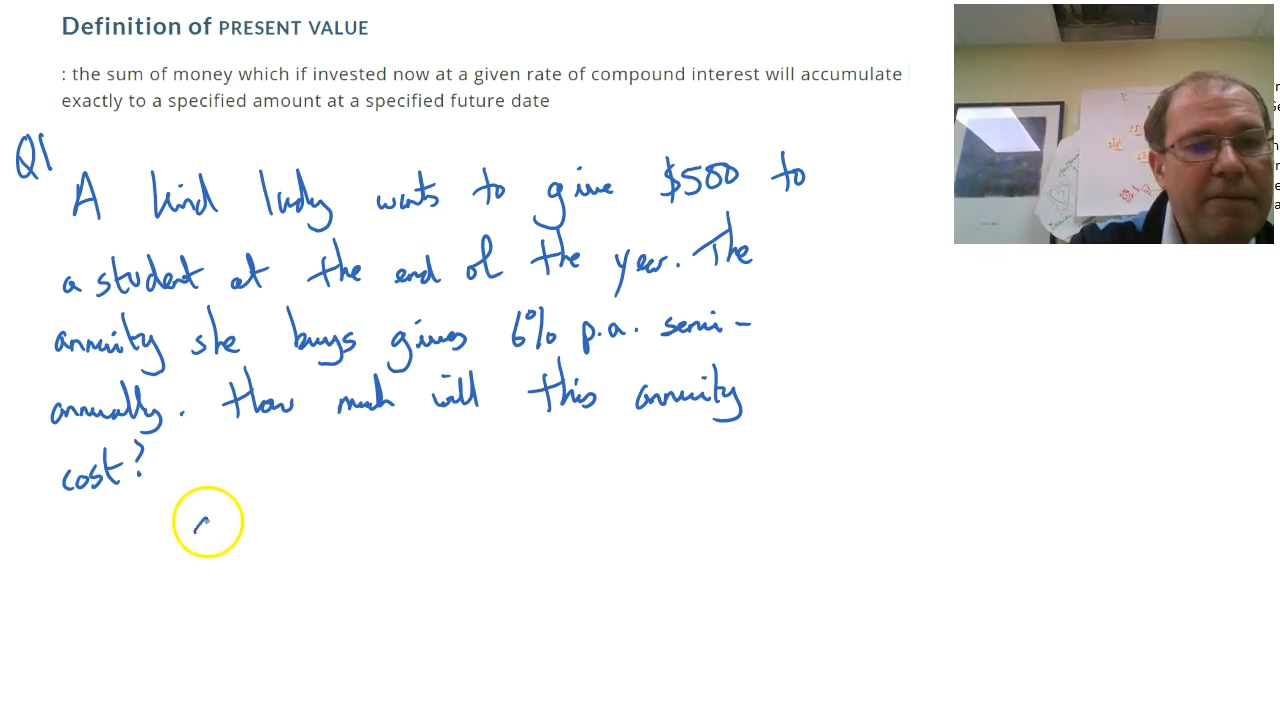 Definition of PRESENT VALUE
: the sum of money which if invested now at a given rate of compound interest will accumulate
exactly to a specified amount at a specified future date
Q1
A kind lady wants to give $500 to
a student at the end of the year. The
annuity she buys gives 6% p.a. semi-
annually. How much will this annuity
cost?